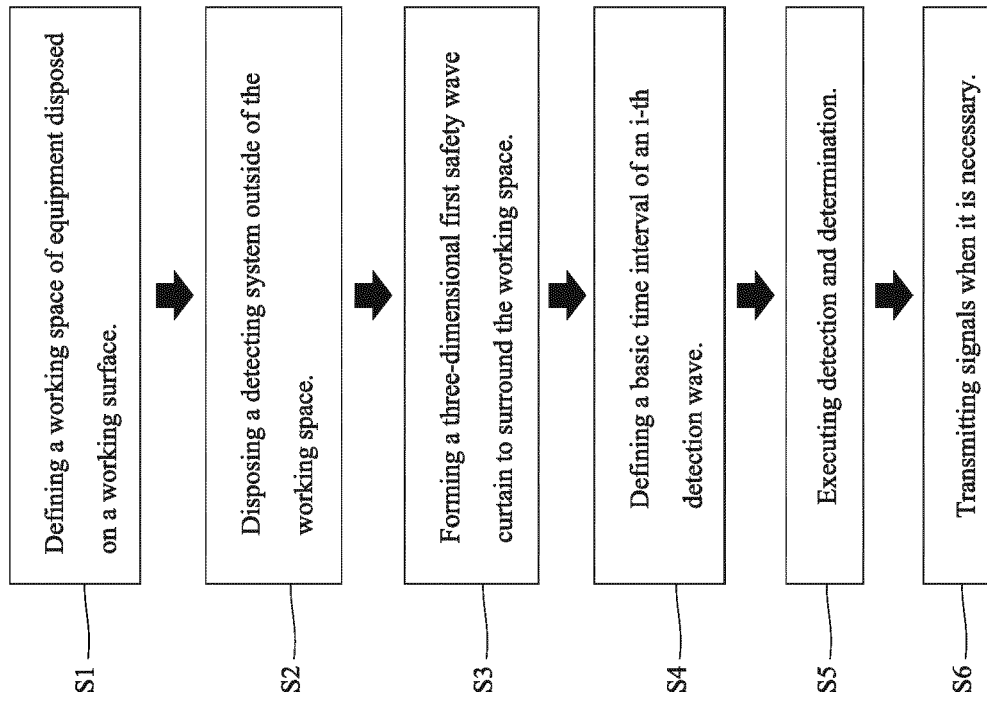 S1
Defining a working space of equipment disposed
on a working surface.
S2
Disposing a detecting system outside of the
working space.
S3
Forming a three-dimensional first safety wave
curtain to surround the working space.
S4
Defining a basic time interval of an i-th
detection wave.
S5
Executing detection and determination.
S6
Transmitting signals when it is necessary.